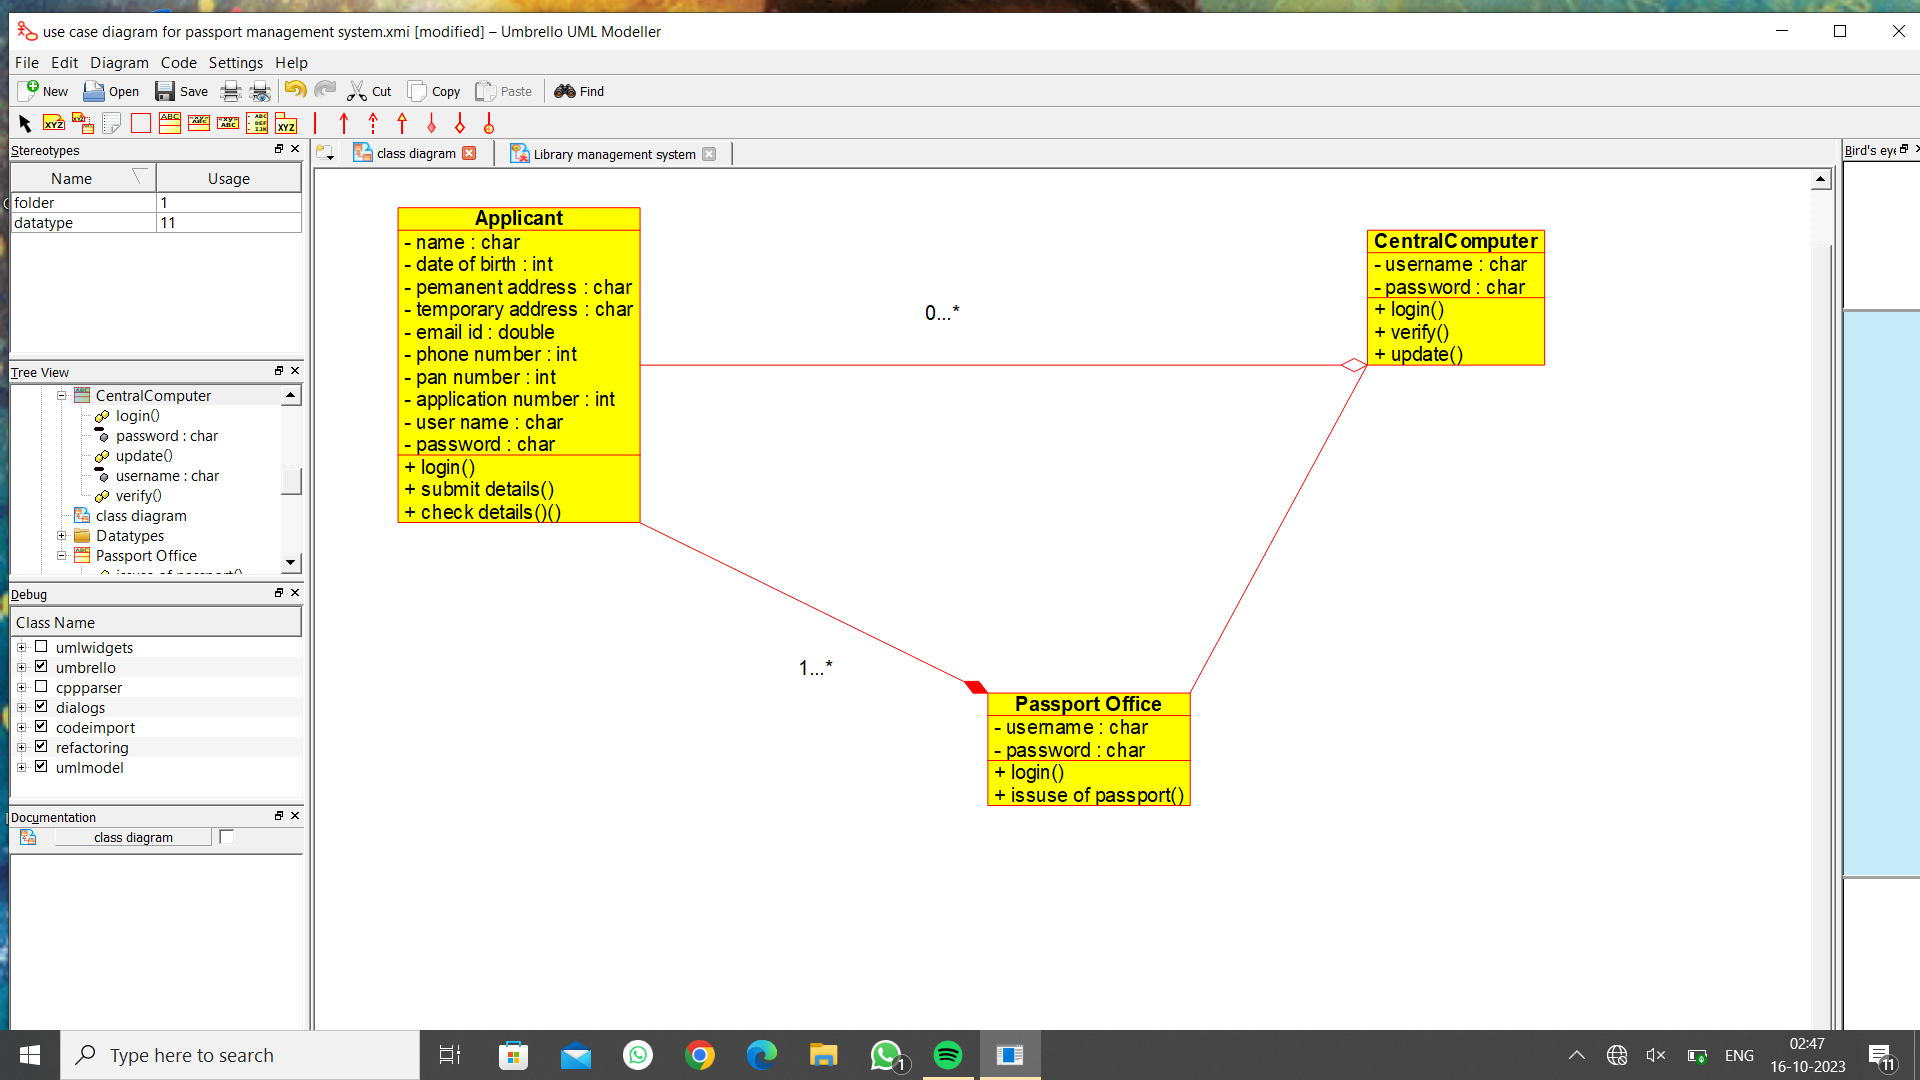 use case diagram for passport management system.xmi [modified] – Umbrello UML Modeller
File Edit Diagram Code Settings Help
New Open Save Cut Copy Paste Find
Stereotypes
Name Usage
folder 1
datatype 11
Tree View
CentralComputer
login()
password : char
update()
username : char
verify()
class diagram
Datatypes
Passport Office
Debug
Class Name
umlwidgets
umbrello
cppparser
dialogs
codeimport
refactoring
umlmodel
Documentation
class diagram
class diagram
Library management system
Bird's eye
Applicant
- name : char
- date of birth : int
- pemanent address : char
- temporary address : char
- email id : double
- phone number : int
- pan number : int
- application number : int
- user name : char
- password : char
+ login()
+ submit details()
+ check details()()
0...*
CentralComputer
- username : char
- password : char
+ login()
+ verify()
+ update()
1...*
Passport Office
- username : char
- password : char
+ login()
+ issuse of passport()
Type here to search
1
ENG
02:47
16-10-2023
11